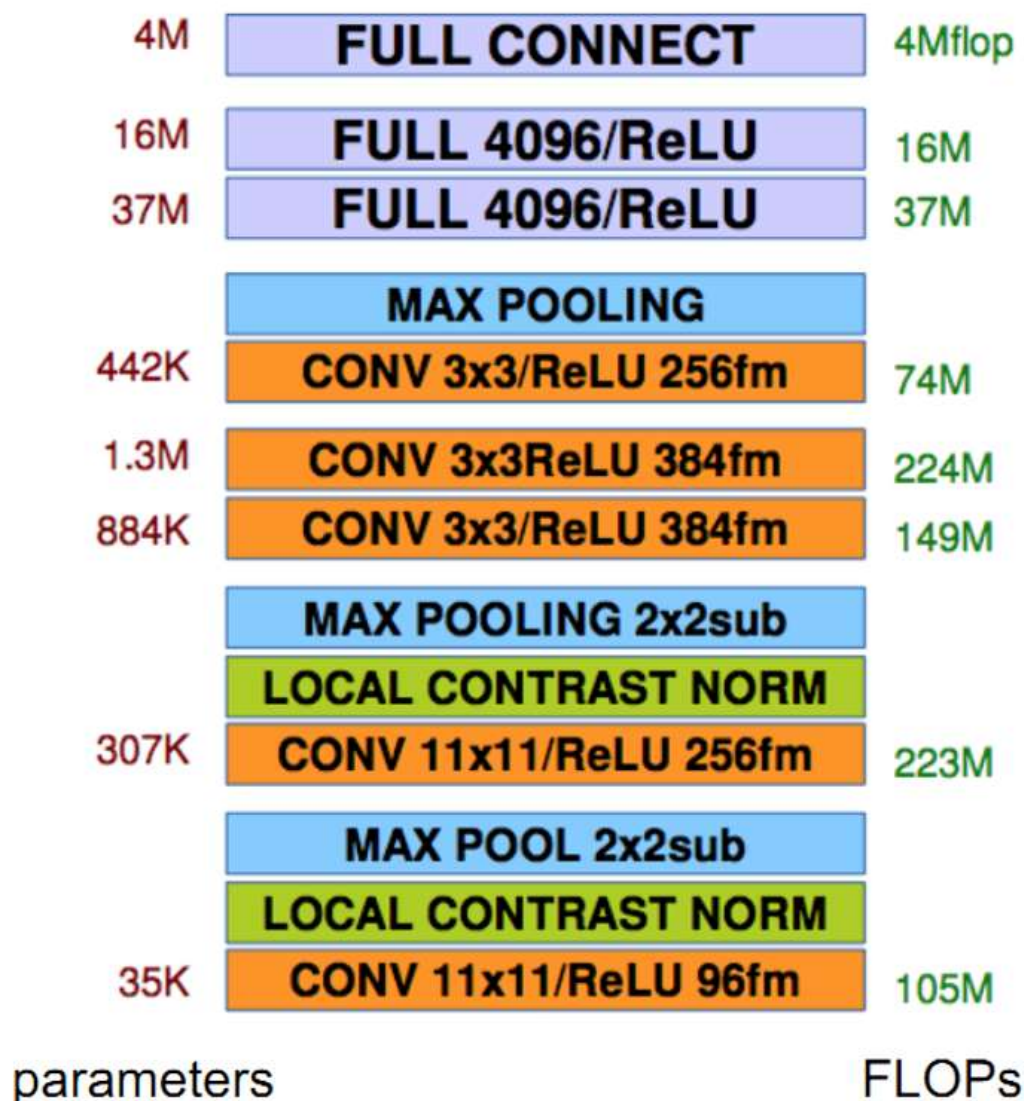 4M FULL CONNECT 4Mflop
16M FULL 4096/ReLU 16M
37M FULL 4096/ReLU 37M
MAX POOLING
442K CONV 3x3/ReLU 256fm 74M
1.3M CONV 3x3ReLU 384fm 224M
884K CONV 3x3/ReLU 384fm 149M
MAX POOLING 2x2sub
LOCAL CONTRAST NORM
307K CONV 11x11/ReLU 256fm 223M
MAX POOL 2x2sub
LOCAL CONTRAST NORM
35K CONV 11x11/ReLU 96fm 105M
parameters FLOPs